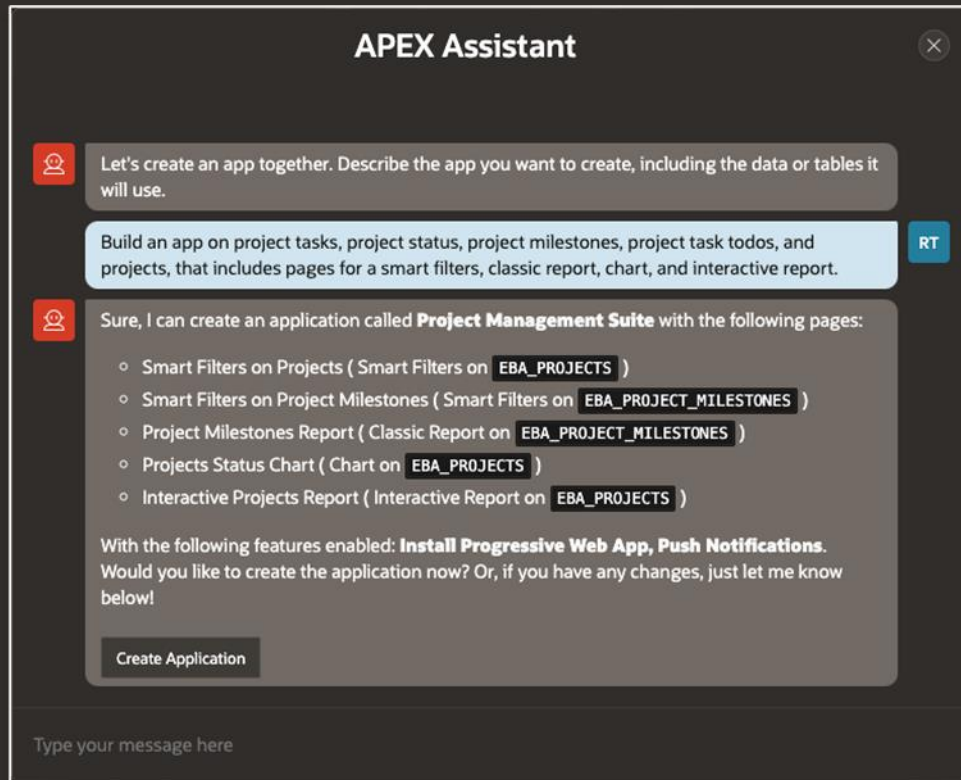 APEX Assistant
Let's create an app together. Describe the app you want to create, including the data or tables it
will use.
Build an app on project tasks, project status, project milestones, project task todos, and
projects, that includes pages for a smart filters, classic report, chart, and interactive report.
RT
Sure, I can create an application called Project Management Suite with the following pages:
Smart Filters on Projects ( Smart Filters on EBA_PROJECTS )
Smart Filters on Project Milestones ( Smart Filters on EBA_PROJECT_MILESTONES )
Project Milestones Report ( Classic Report on EBA_PROJECT_MILESTONES )
Projects Status Chart ( Chart on EBA_PROJECTS )
Interactive Projects Report ( Interactive Report on EBA_PROJECTS )
With the following features enabled: Install Progressive Web App, Push Notifications.
Would you like to create the application now? Or, if you have any changes, just let me know
below!
Create Application
Type your message here